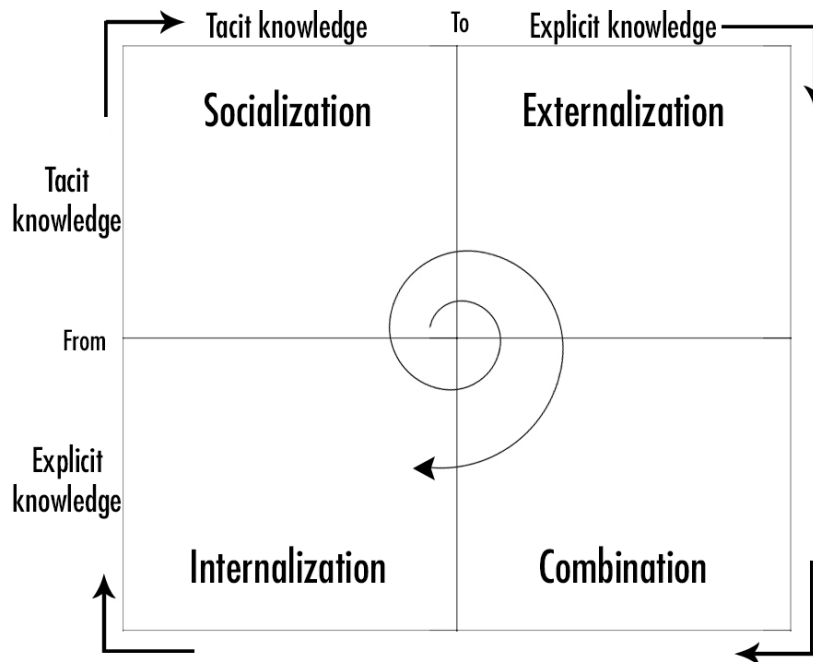 Tacit knowledge To Explicit knowledge
Socialization Externalization
Tacit
knowledge
From
Explicit
knowledge
Internalization Combination